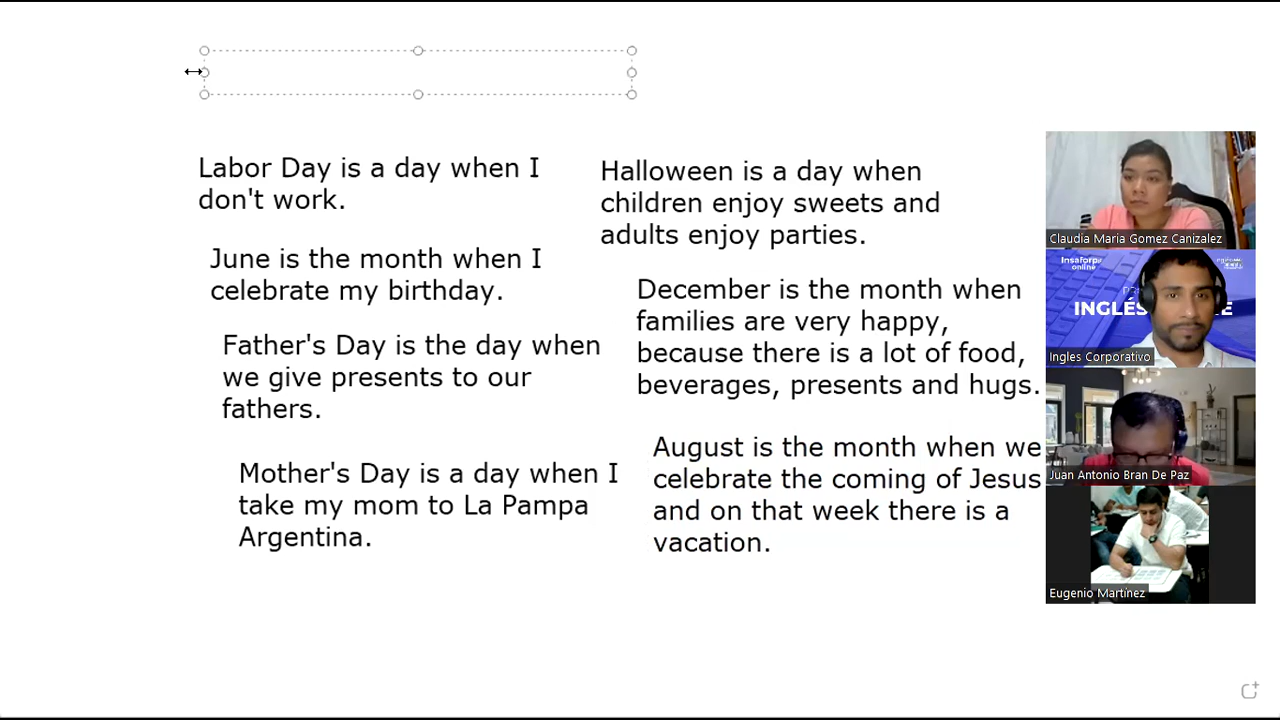 Labor Day is a day when I
don't work.
June is the month when I
celebrate my birthday.
Father's Day is the day when
we give presents to our
fathers.
Mother's Day is a day when I
take my mom to La Pampa
Argentina.
Halloween is a day when
children enjoy sweets and
adults enjoy parties.
December is the month when
families are very happy,
because there is a lot of food,
beverages, presents and hugs.
August is the month when we
celebrate the coming of Jesus
and on that week there is a
vacation.
Claudia Maria Gomez Canizalez
Insaforp
online
Ingles Corporativo
Juan Antonio Bran De Paz
Eugenio Martinez